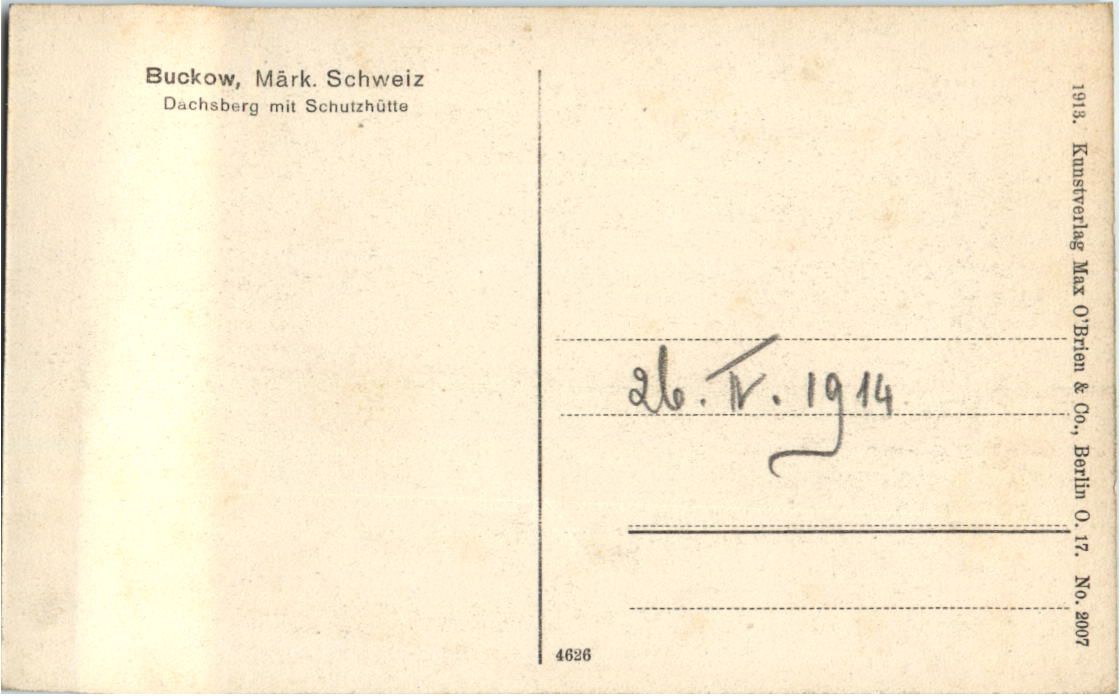 Buckow, Märk. Schweiz
Dachsberg mit Schutzhütte
26. IV. 1914
4626
1913. Kunstverlag Max O'Brien & Co., Berlin O. 17. No. 2007